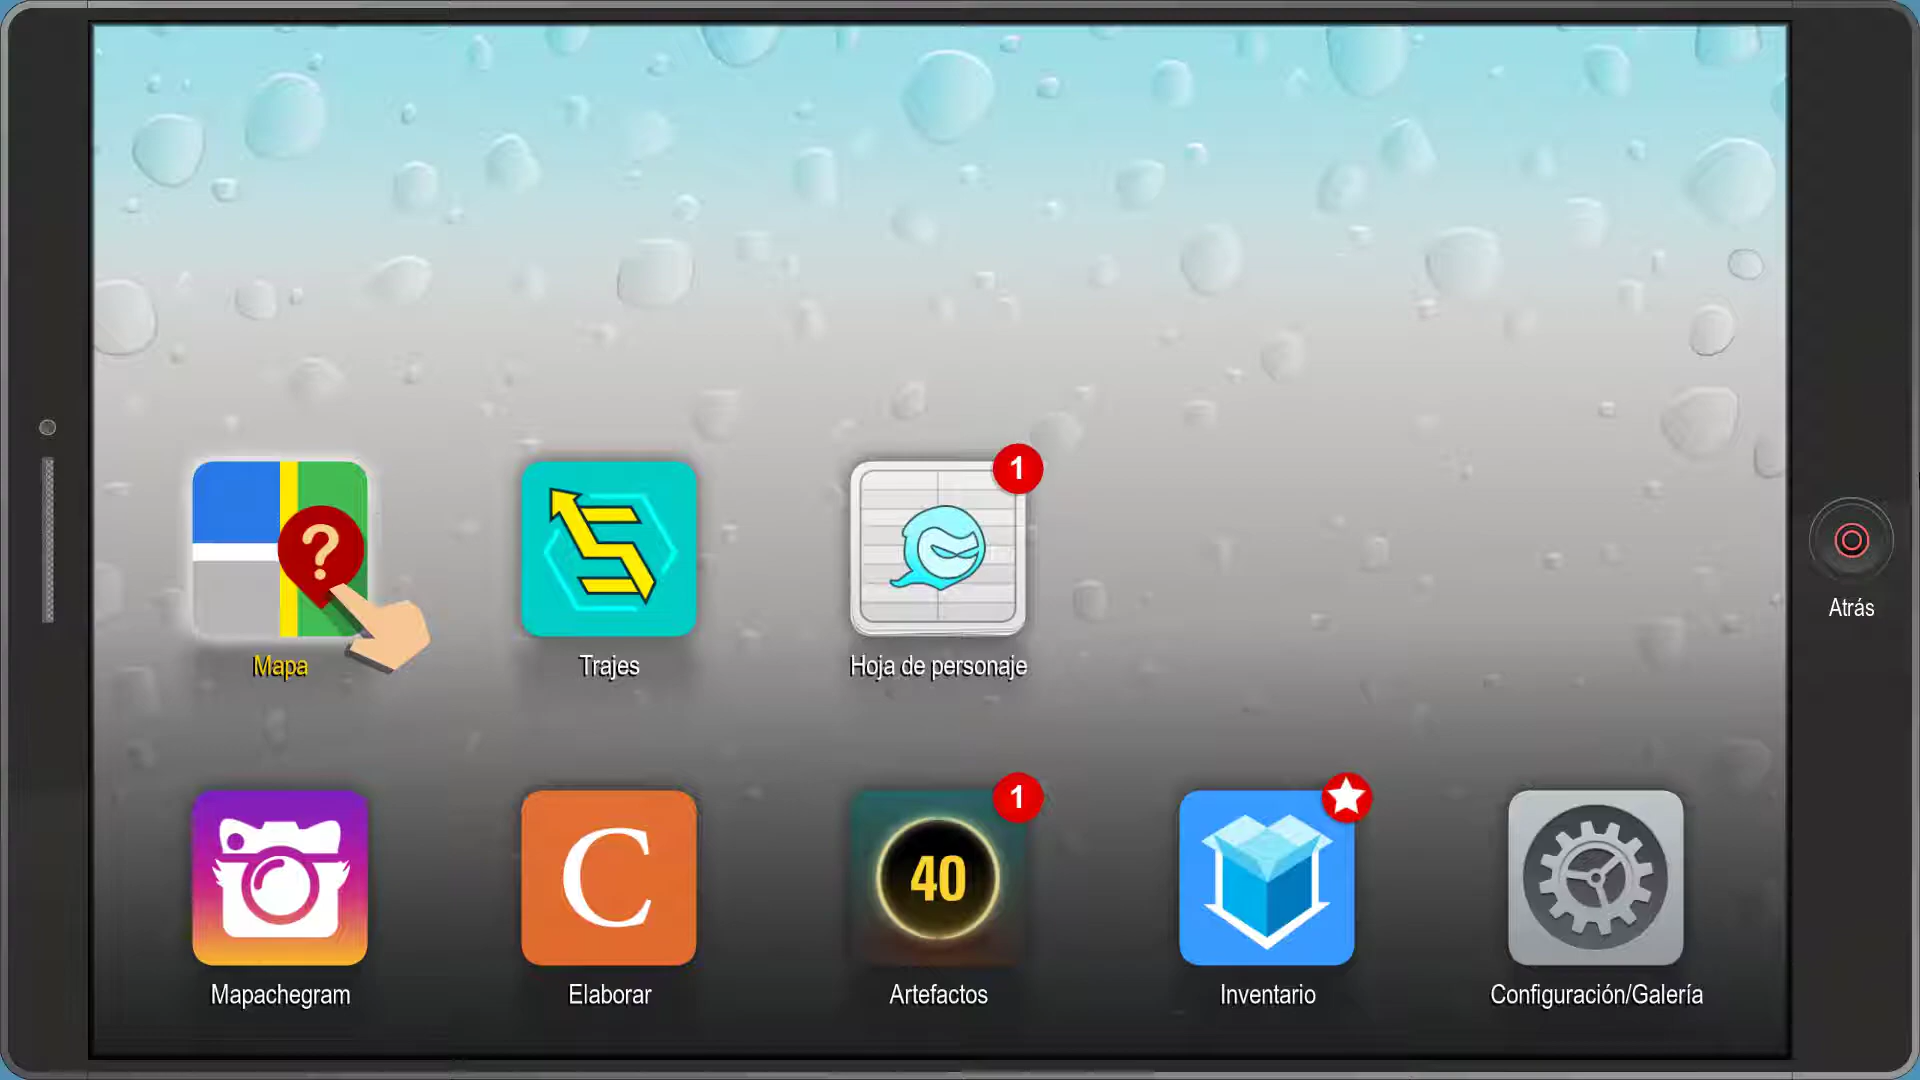 ?
1
Mapa
Trajes
Hoja de personaje
Atrás
C
40
1
Mapachegram
Elaborar
Artefactos
Inventario
Configuración/Galería